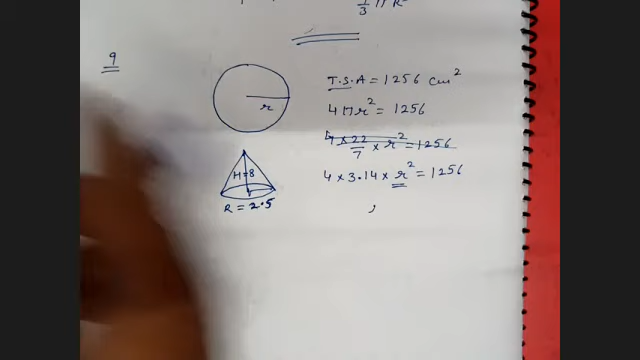 9
r
T.S.A = 1256 cm²
4πr² = 1256
4 × 22/7 × r² = 1256
H=8
4 × 3.14 × r² = 1256
R = 2.5